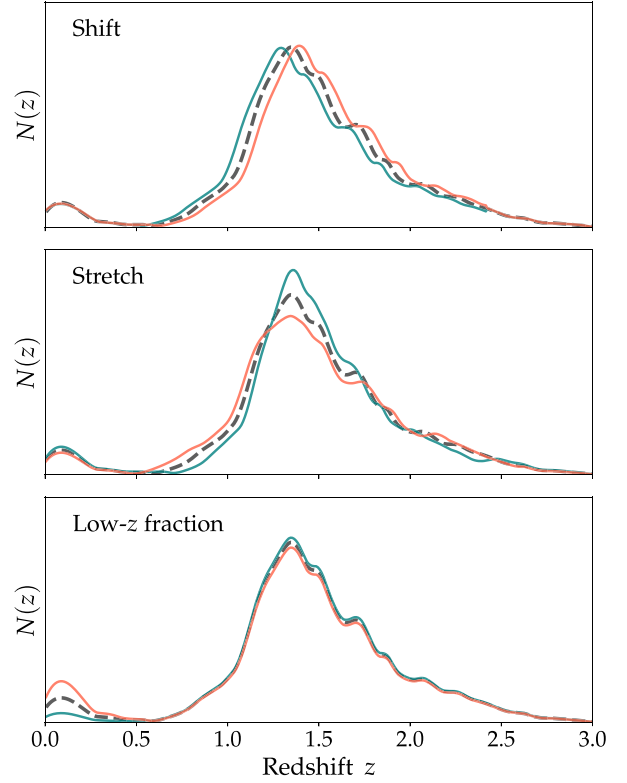 Shift
N(z)
Stretch
N(z)
Low-z fraction
N(z)
0.0 0.5 1.0 1.5 2.0 2.5 3.0
Redshift z